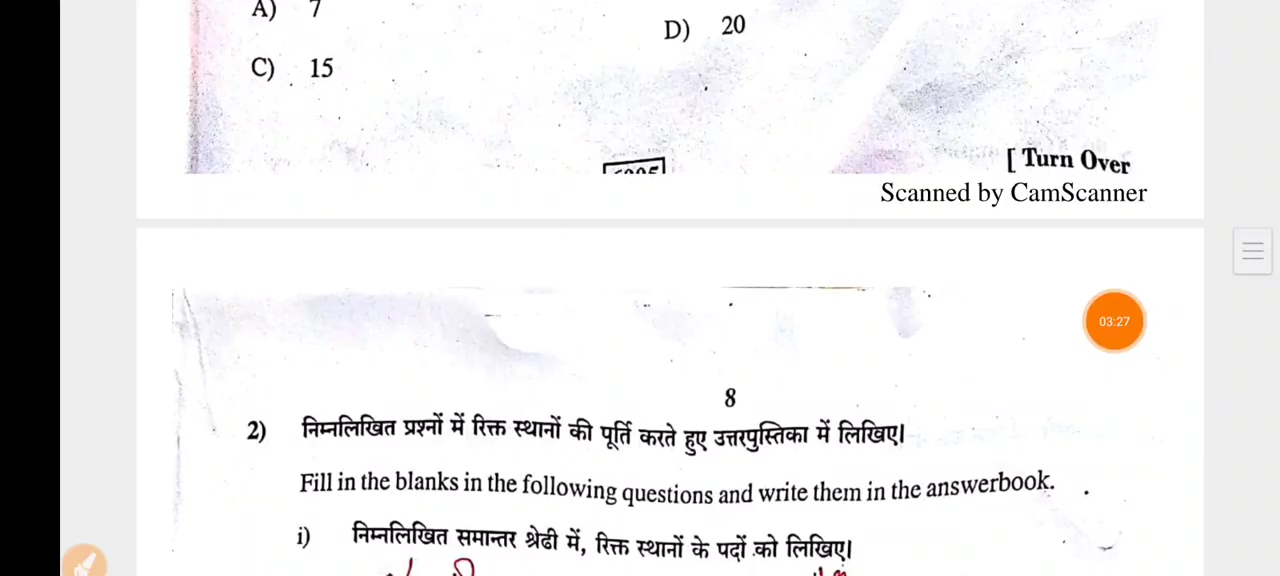 A) 7
D) 20
C) 15
[ Turn Over
Scanned by CamScanner
03:27
8
2) निम्नलिखित प्रश्नों में रिक्त स्थानों की पूर्ति करते हुए उत्तरपुस्तिका में लिखिए।
Fill in the blanks in the following questions and write them in the answerbook.
i) निम्नलिखित समान्तर श्रेढी में, रिक्त स्थानों के पदों को लिखिए।